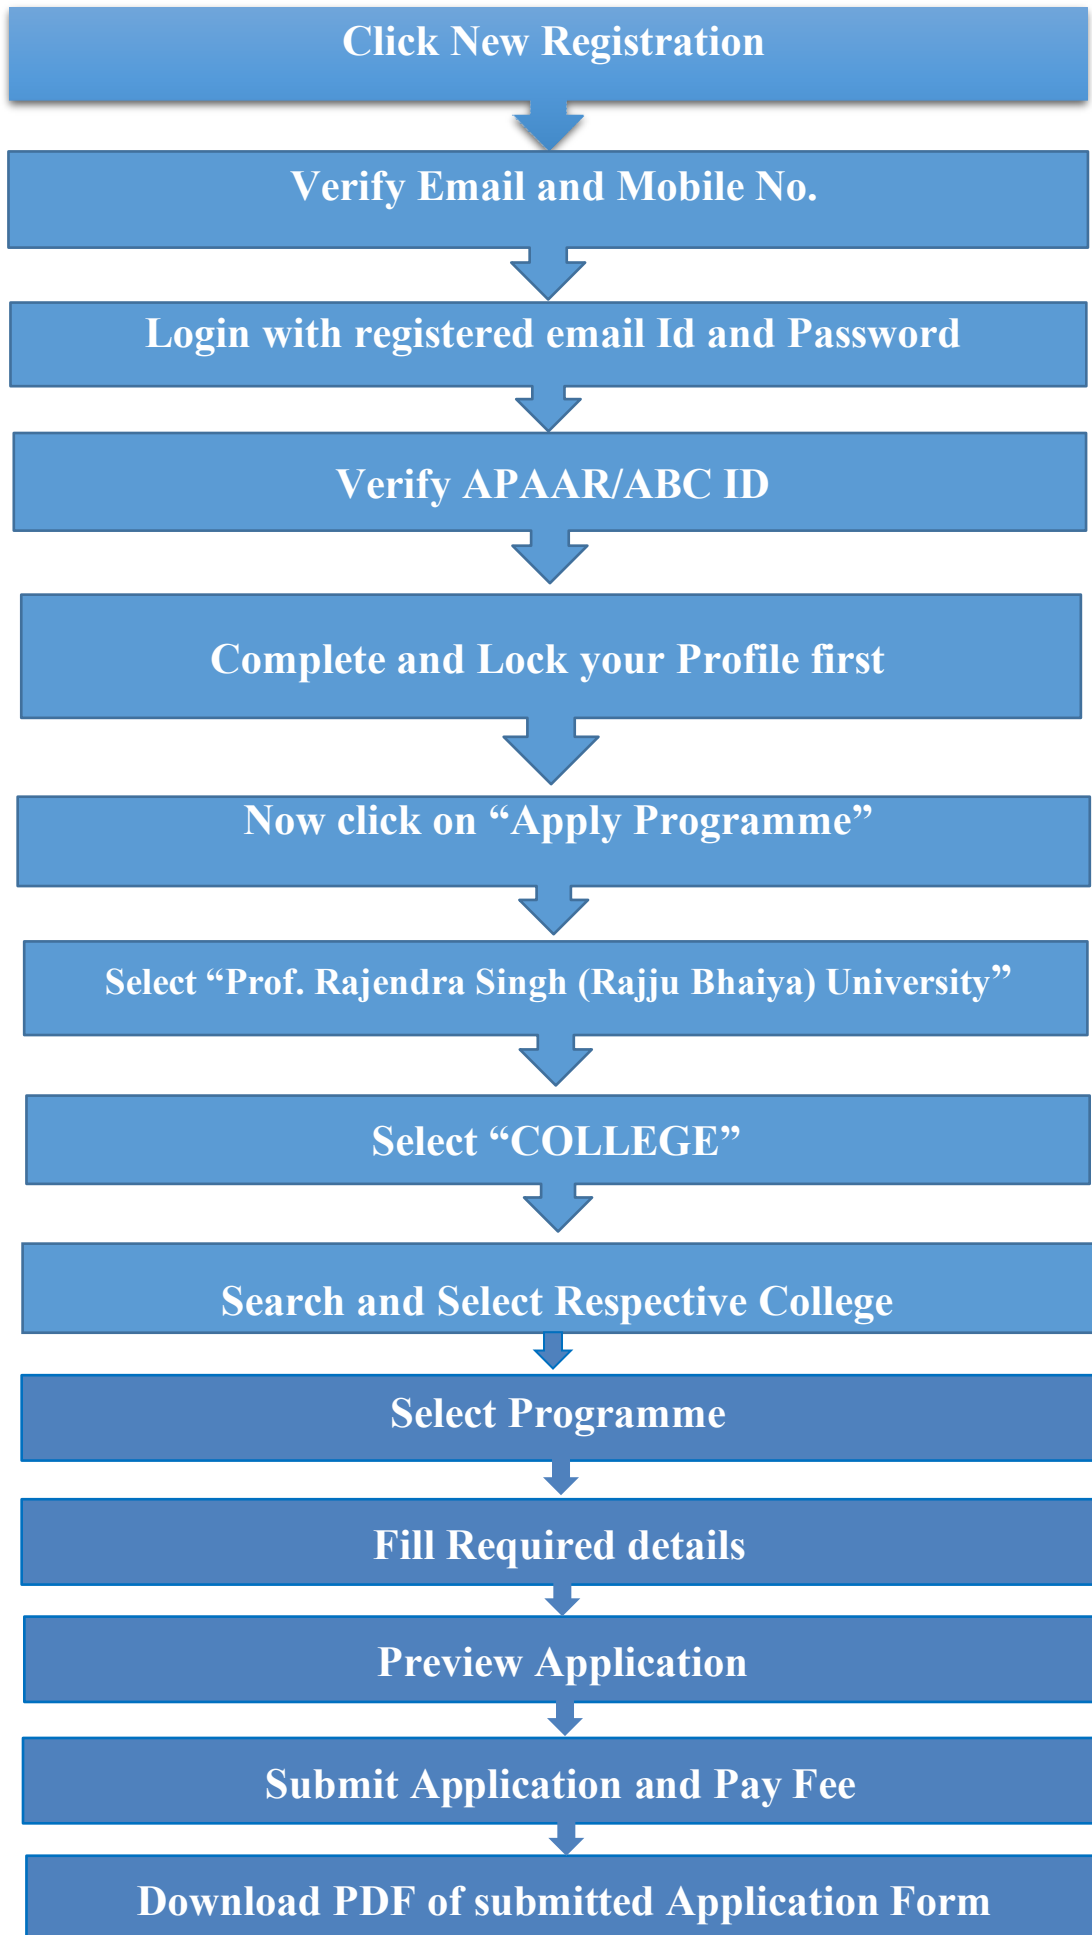 Click New Registration
Verify Email and Mobile No.
Login with registered email Id and Password
Verify APAAR/ABC ID
Complete and Lock your Profile first
Now click on “Apply Programme”
Select “Prof. Rajendra Singh (Rajju Bhaiya) University”
Select “COLLEGE”
Search and Select Respective College
Select Programme
Fill Required details
Preview Application
Submit Application and Pay Fee
Download PDF of submitted Application Form